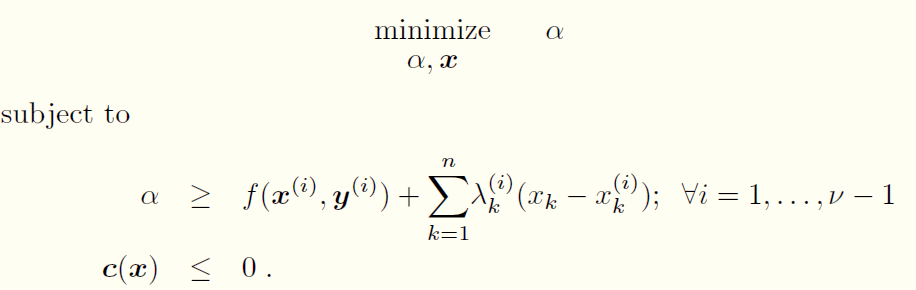 minimize α
α, x
subject to
α ≥ f(x^(i), y^(i)) + ∑_{k=1}^{n} λ_k^(i) (x_k − x_k^(i)); ∀i = 1, . . . , ν − 1
c(x) ≤ 0 .